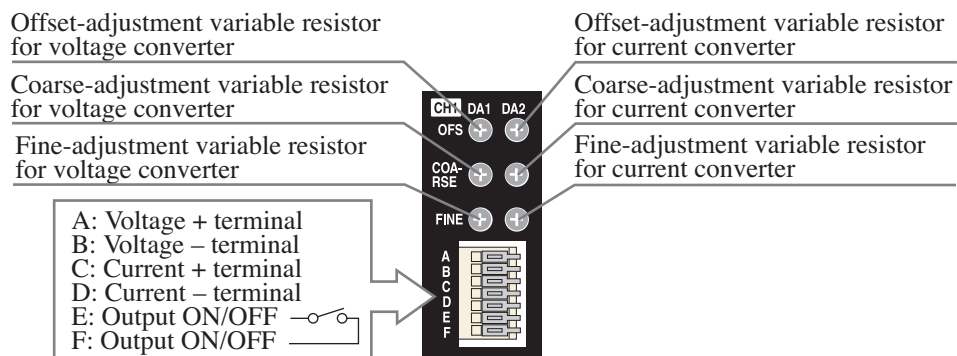 Offset-adjustment variable resistor
for voltage converter
Coarse-adjustment variable resistor
for voltage converter
Fine-adjustment variable resistor
for voltage converter
Offset-adjustment variable resistor
for current converter
Coarse-adjustment variable resistor
for current converter
Fine-adjustment variable resistor
for current converter
CH1 DA1 DA2
OFS
COA-
RSE
FINE
A
B
C
D
E
F
A: Voltage + terminal
B: Voltage – terminal
C: Current + terminal
D: Current – terminal
E: Output ON/OFF
F: Output ON/OFF